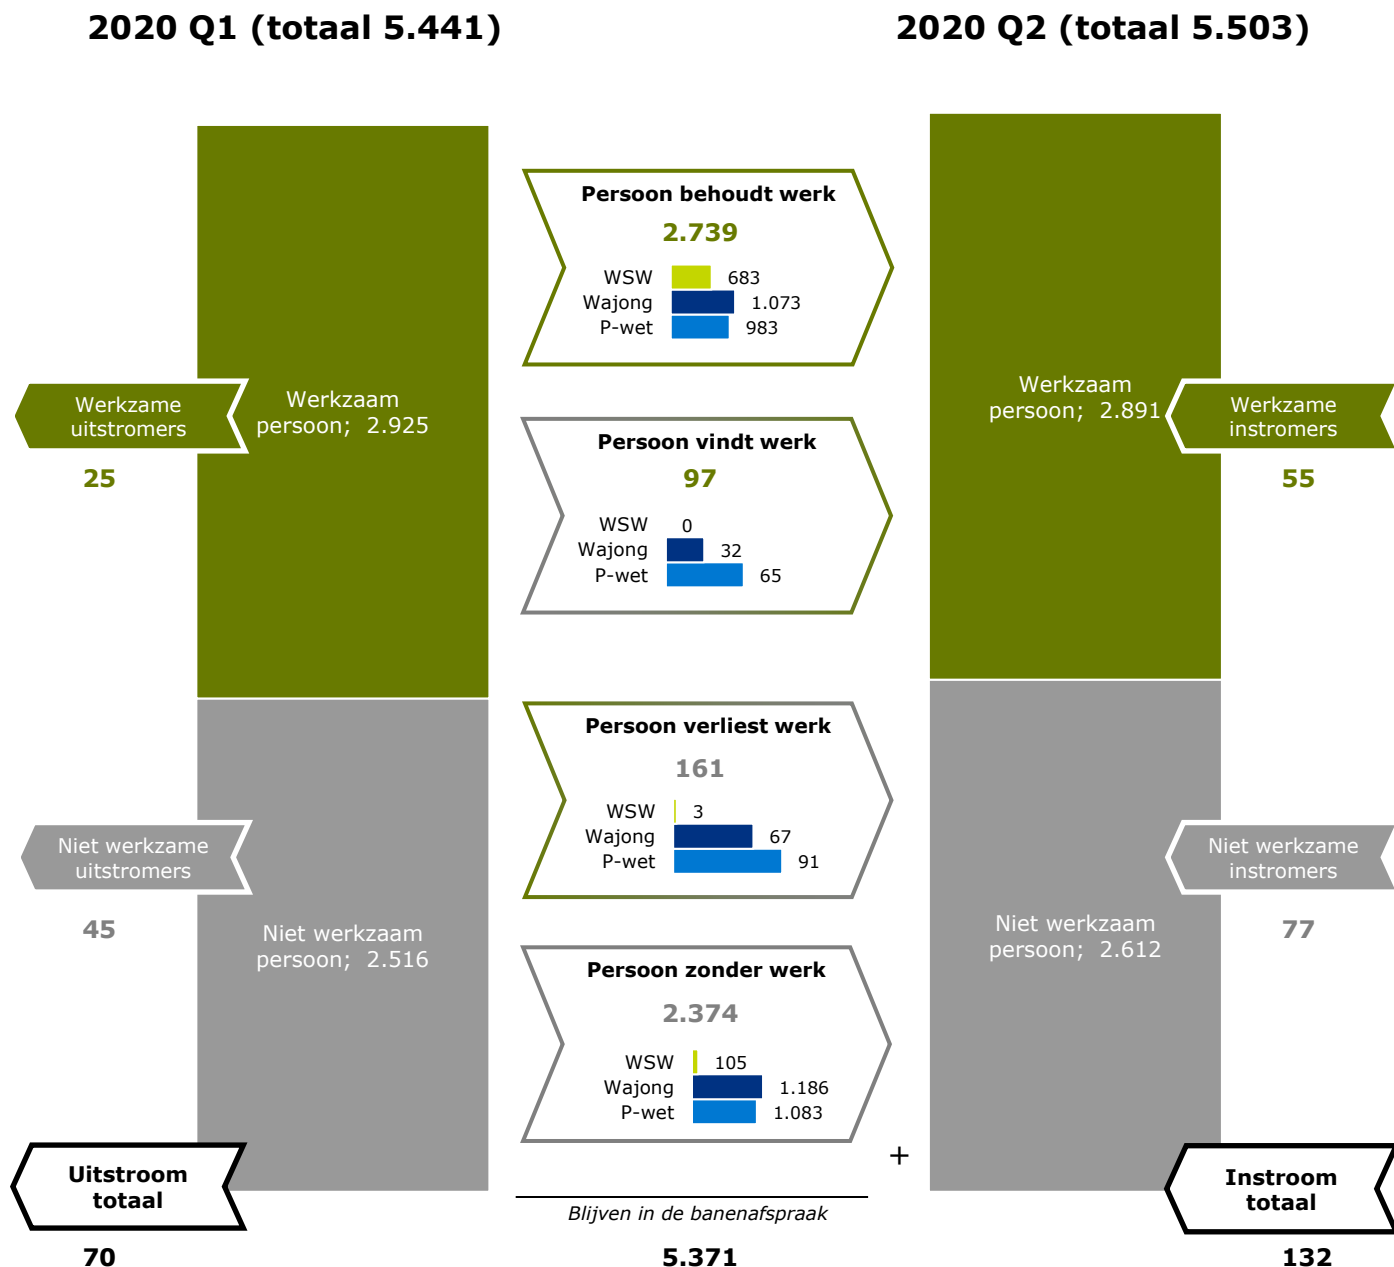 2020 Q1 (totaal 5.441)
2020 Q2 (totaal 5.503)
Persoon behoudt werk
2.739
WSW 683
Wajong 1.073
P-wet 983
Werkzame
uitstromers
25
Werkzaam
persoon; 2.925
Werkzaam
persoon; 2.891
Werkzame
instromers
55
Persoon vindt werk
97
WSW 0
Wajong 32
P-wet 65
Persoon verliest werk
161
WSW 3
Wajong 67
P-wet 91
Niet werkzame
uitstromers
45
Niet werkzaam
persoon; 2.516
Niet werkzaam
persoon; 2.612
Niet werkzame
instromers
77
Persoon zonder werk
2.374
WSW 105
Wajong 1.186
P-wet 1.083
+
Uitstroom
totaal
70
Blijven in de banenafspraak
5.371
Instroom
totaal
132